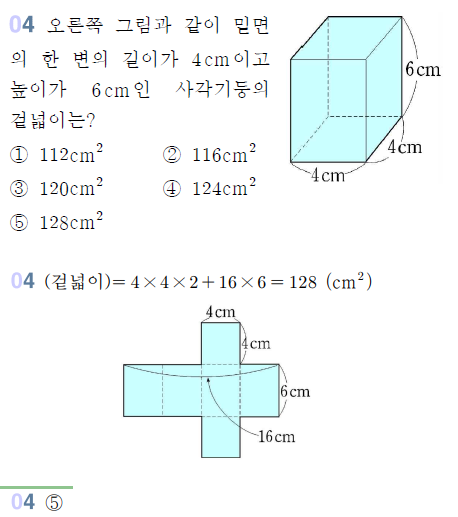 04 오른쪽 그림과 같이 밑면
의 한 변의 길이가 4cm이고
높이가 6cm인 사각기둥의
겉넓이는?
① 112cm² ② 116cm²
③ 120cm² ④ 124cm²
⑤ 128cm²
6cm
4cm
4cm
04 (겉넓이)=4×4×2+16×6=128 (cm²)
4cm
4cm
6cm
16cm
04 ⑤